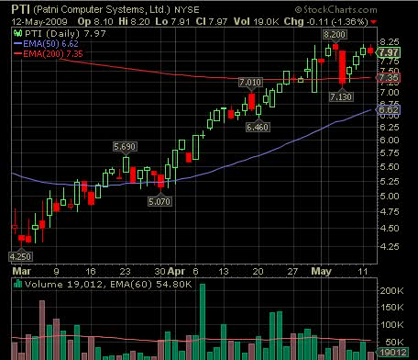 PTI (Patni Computer Systems, Ltd.) NYSE
© StockCharts.com
12-May-2009 Op 8.10 Hi 8.20 Lo 7.91 Cl 7.97 Vol 19.0K Chg -0.11 (-1.36%)
PTI (Daily) 7.97
EMA(50) 6.62
EMA(200) 7.35
8.200
8.25
7.97
7.75
7.35
7.010
7.130
7.00
6.75
6.62
6.460
6.50
6.25
6.00
5.690
5.75
5.50
5.25
5.070
5.00
4.75
4.50
4.250
4.25
Mar 9 16 23 30 Apr 6 13 20 27 May 11
Volume 19,012, EMA(60) 54.80K
200K
150K
100K
50K
19012